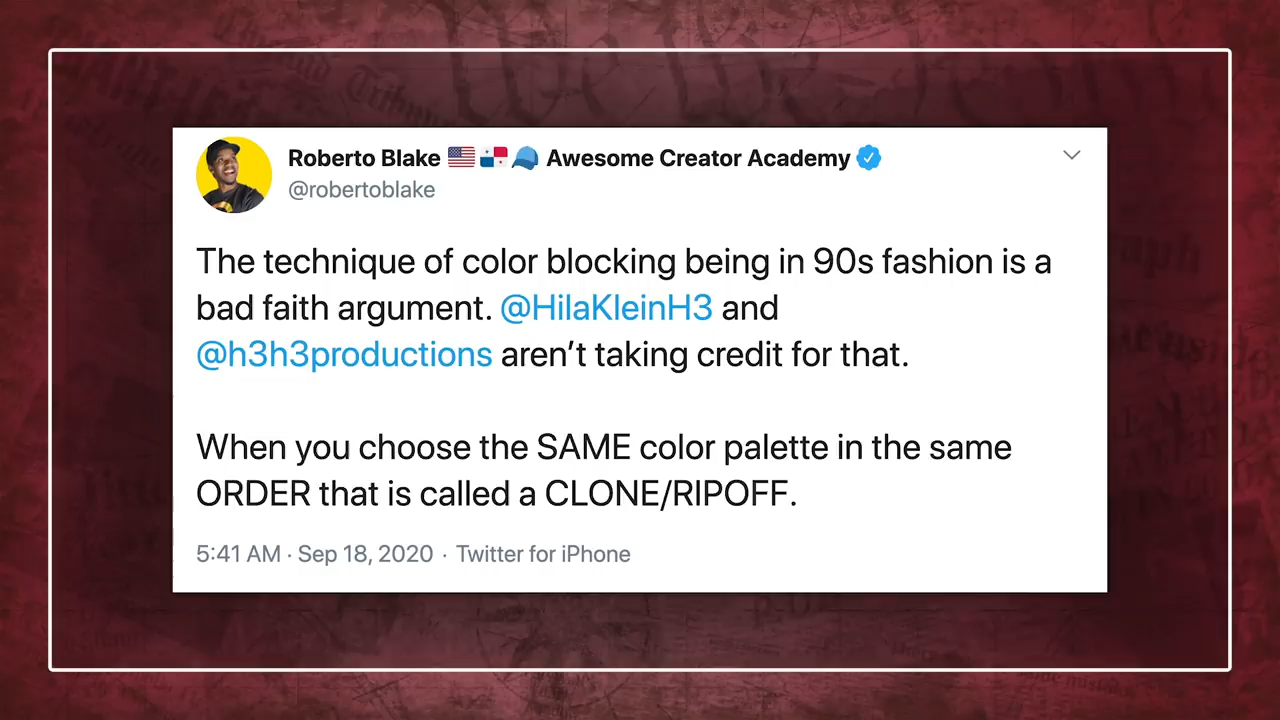 Roberto Blake 🇺🇸🇵🇦🧢 Awesome Creator Academy
@robertoblake
The technique of color blocking being in 90s fashion is a
bad faith argument. @HilaKleinH3 and
@h3h3productions aren’t taking credit for that.
When you choose the SAME color palette in the same
ORDER that is called a CLONE/RIPOFF.
5:41 AM · Sep 18, 2020 · Twitter for iPhone